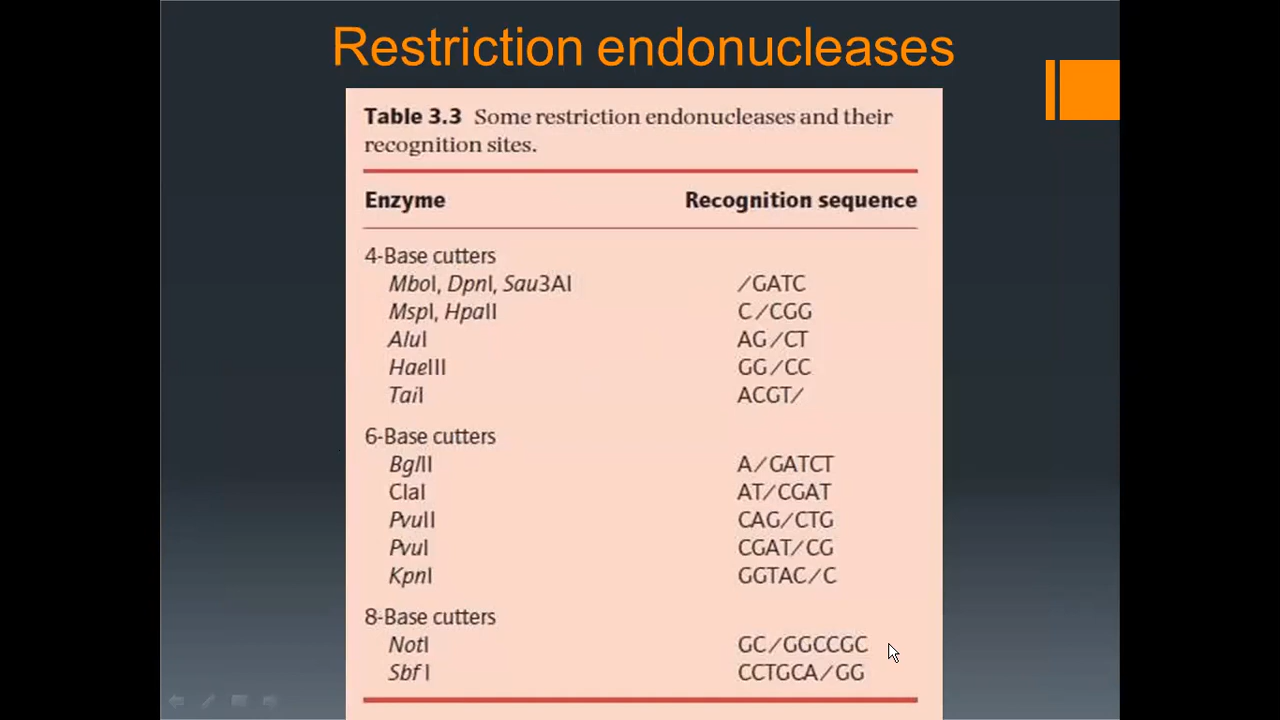 Restriction endonucleases
Table 3.3 Some restriction endonucleases and their
recognition sites.
Enzyme Recognition sequence
4-Base cutters
MboI, DpnI, Sau3AI /GATC
MspI, HpaII C/CGG
AluI AG/CT
HaeIII GG/CC
TaiI ACGT/
6-Base cutters
BglII A/GATCT
ClaI AT/CGAT
PvuII CAG/CTG
PvuI CGAT/CG
KpnI GGTAC/C
8-Base cutters
NotI GC/GGCCGC
SbfI CCTGCA/GG